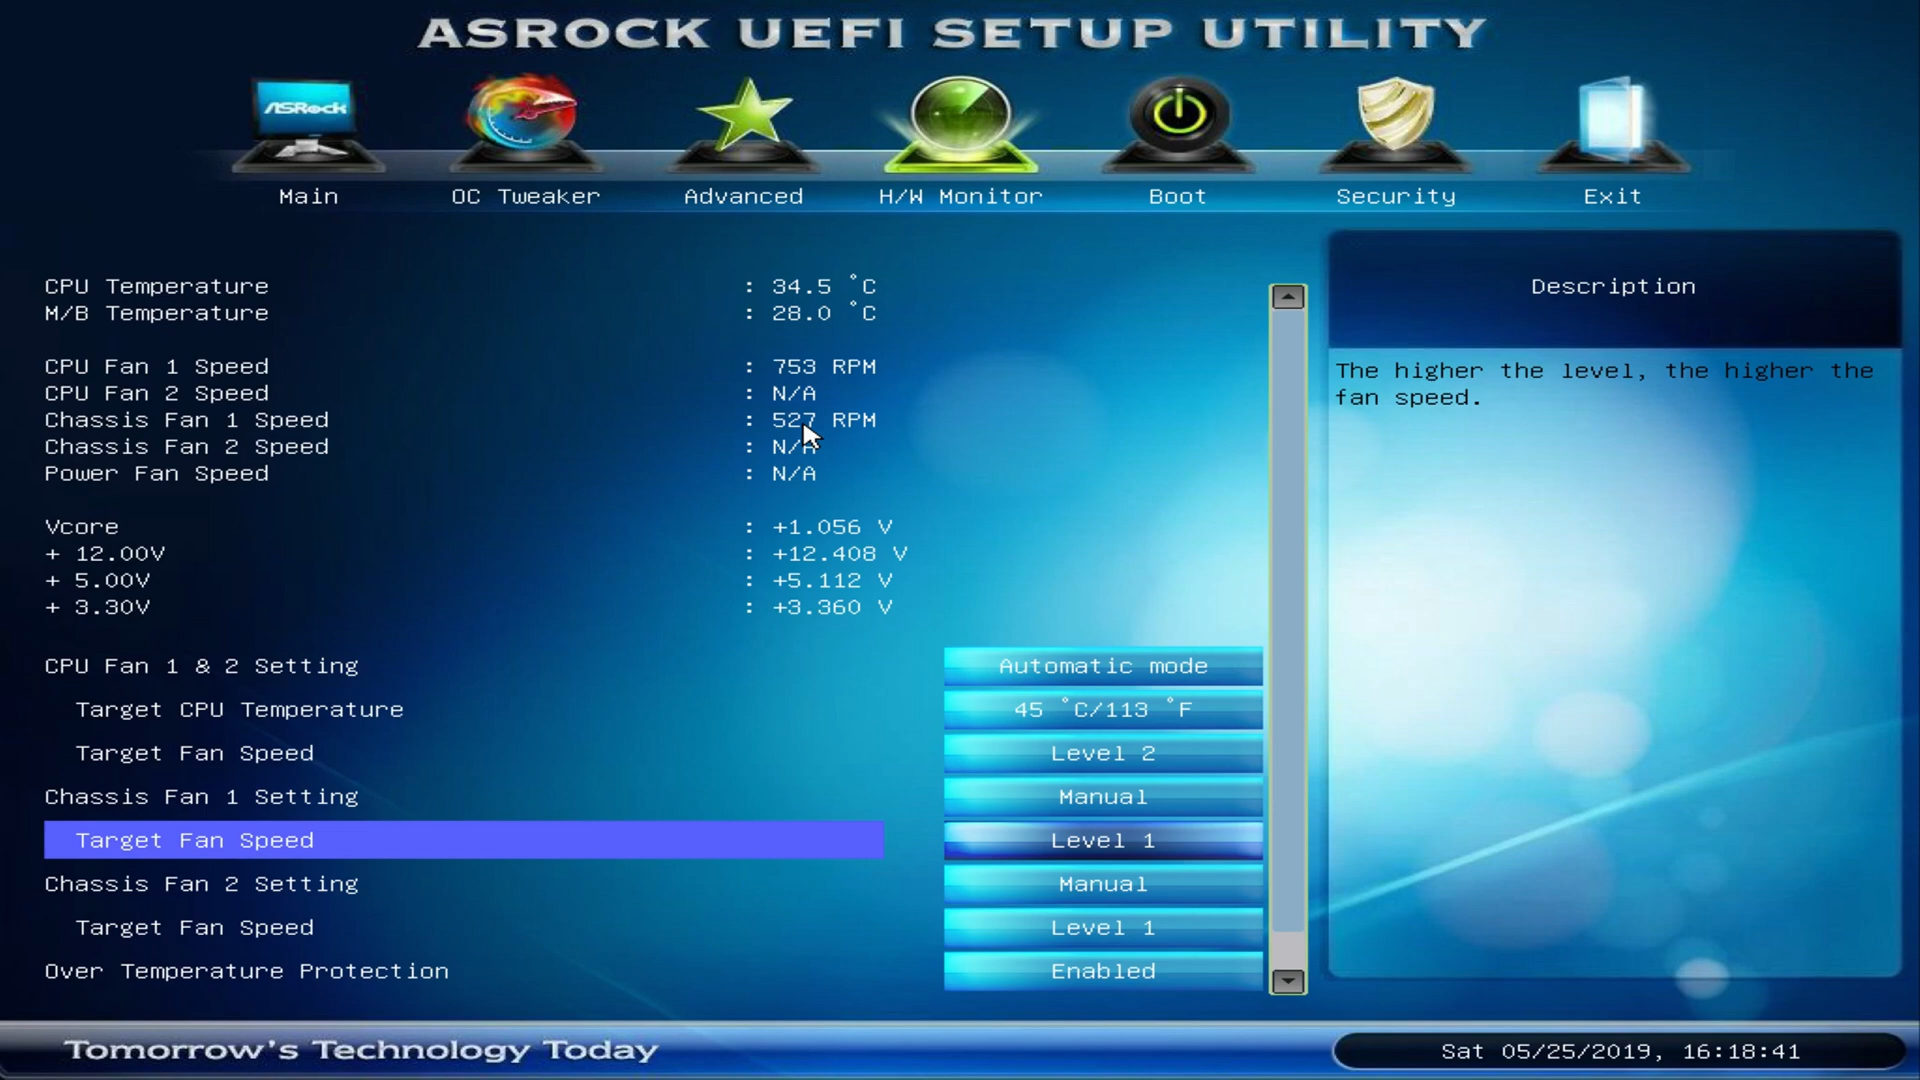 ASROCK UEFI SETUP UTILITY
ASRock
Main OC Tweaker Advanced H/W Monitor Boot Security Exit
CPU Temperature : 34.5 °C
M/B Temperature : 28.0 °C
CPU Fan 1 Speed : 753 RPM
CPU Fan 2 Speed : N/A
Chassis Fan 1 Speed : 527 RPM
Chassis Fan 2 Speed : N/A
Power Fan Speed : N/A
Vcore : +1.056 V
+ 12.00V : +12.408 V
+ 5.00V : +5.112 V
+ 3.30V : +3.360 V
CPU Fan 1 & 2 Setting Automatic mode
Target CPU Temperature 45 °C/113 °F
Target Fan Speed Level 2
Chassis Fan 1 Setting Manual
Target Fan Speed Level 1
Chassis Fan 2 Setting Manual
Target Fan Speed Level 1
Over Temperature Protection Enabled
Description
The higher the level, the higher the
fan speed.
Tomorrow's Technology Today
Sat 05/25/2019, 16:18:41